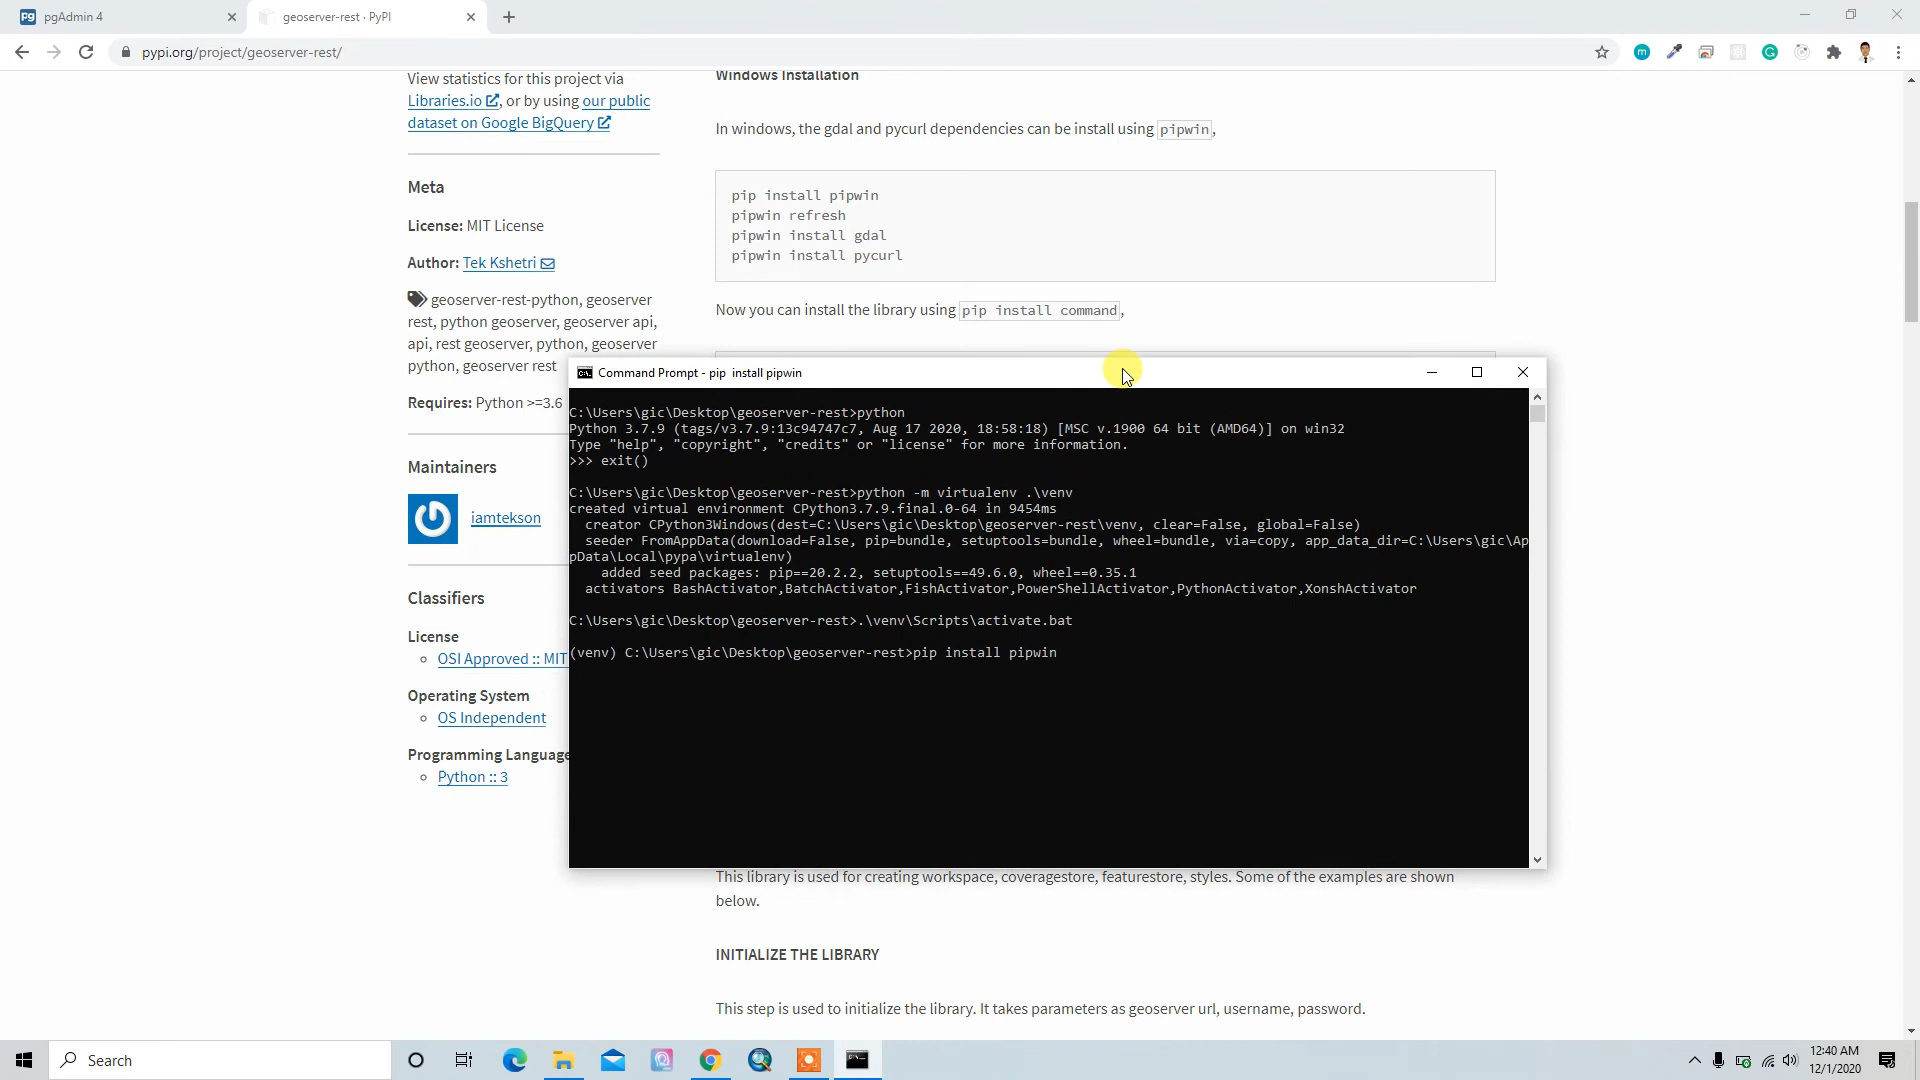 pgAdmin 4
geoserver-rest · PyPI
pypi.org/project/geoserver-rest/
View statistics for this project via
Libraries.io, or by using our public
dataset on Google BigQuery
Meta
License: MIT License
Author: Tek Kshetri
geoserver-rest-python, geoserver
rest, python geoserver, geoserver api,
api, rest geoserver, python, geoserver
python, geoserver rest
Requires: Python >=3.6
Maintainers
iamtekson
Classifiers
License
OSI Approved :: MIT
Operating System
OS Independent
Programming Language
Python :: 3
Windows Installation
In windows, the gdal and pycurl dependencies can be install using pipwin,
pip install pipwin
pipwin refresh
pipwin install gdal
pipwin install pycurl
Now you can install the library using pip install command,
Command Prompt - pip  install pipwin
C:\Users\gic\Desktop\geoserver-rest>python
Python 3.7.9 (tags/v3.7.9:13c94747c7, Aug 17 2020, 18:58:18) [MSC v.1900 64 bit (AMD64)] on win32
Type "help", "copyright", "credits" or "license" for more information.
>>> exit()
C:\Users\gic\Desktop\geoserver-rest>python -m virtualenv .\venv
created virtual environment CPython3.7.9.final.0-64 in 9454ms
creator CPython3Windows(dest=C:\Users\gic\Desktop\geoserver-rest\venv, clear=False, global=False)
seeder FromAppData(download=False, pip=bundle, setuptools=bundle, wheel=bundle, via=copy, app_data_dir=C:\Users\gic\Ap
pData\Local\pypa\virtualenv)
added seed packages: pip==20.2.2, setuptools==49.6.0, wheel==0.35.1
activators BashActivator,BatchActivator,FishActivator,PowerShellActivator,PythonActivator,XonshActivator
C:\Users\gic\Desktop\geoserver-rest>.\venv\Scripts\activate.bat
(venv) C:\Users\gic\Desktop\geoserver-rest>pip install pipwin
This library is used for creating workspace, coveragestore, featurestore, styles. Some of the examples are shown
below.
INITIALIZE THE LIBRARY
This step is used to initialize the library. It takes parameters as geoserver url, username, password.
Search
12:40 AM
12/1/2020